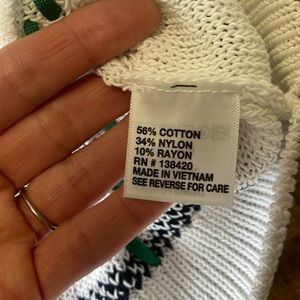 56% COTTON
34% NYLON
10% RAYON
RN # 138420
MADE IN VIETNAM
SEE REVERSE FOR CARE